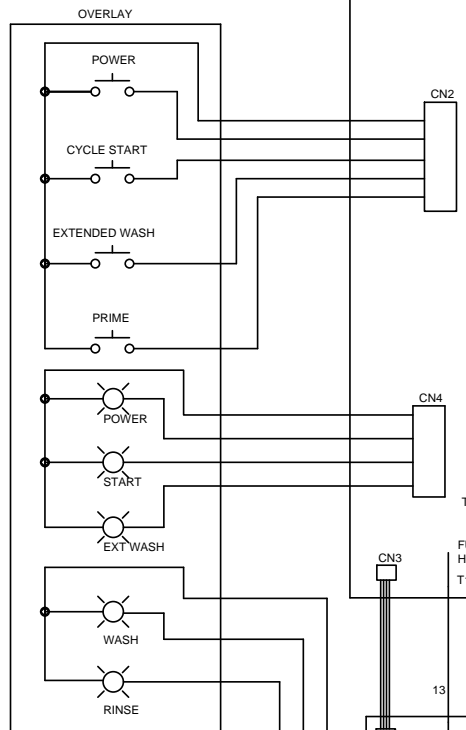 OVERLAY
POWER
CN2
CYCLE START
EXTENDED WASH
PRIME
CN4
POWER
START
EXT WASH
CN3
WASH
13
RINSE